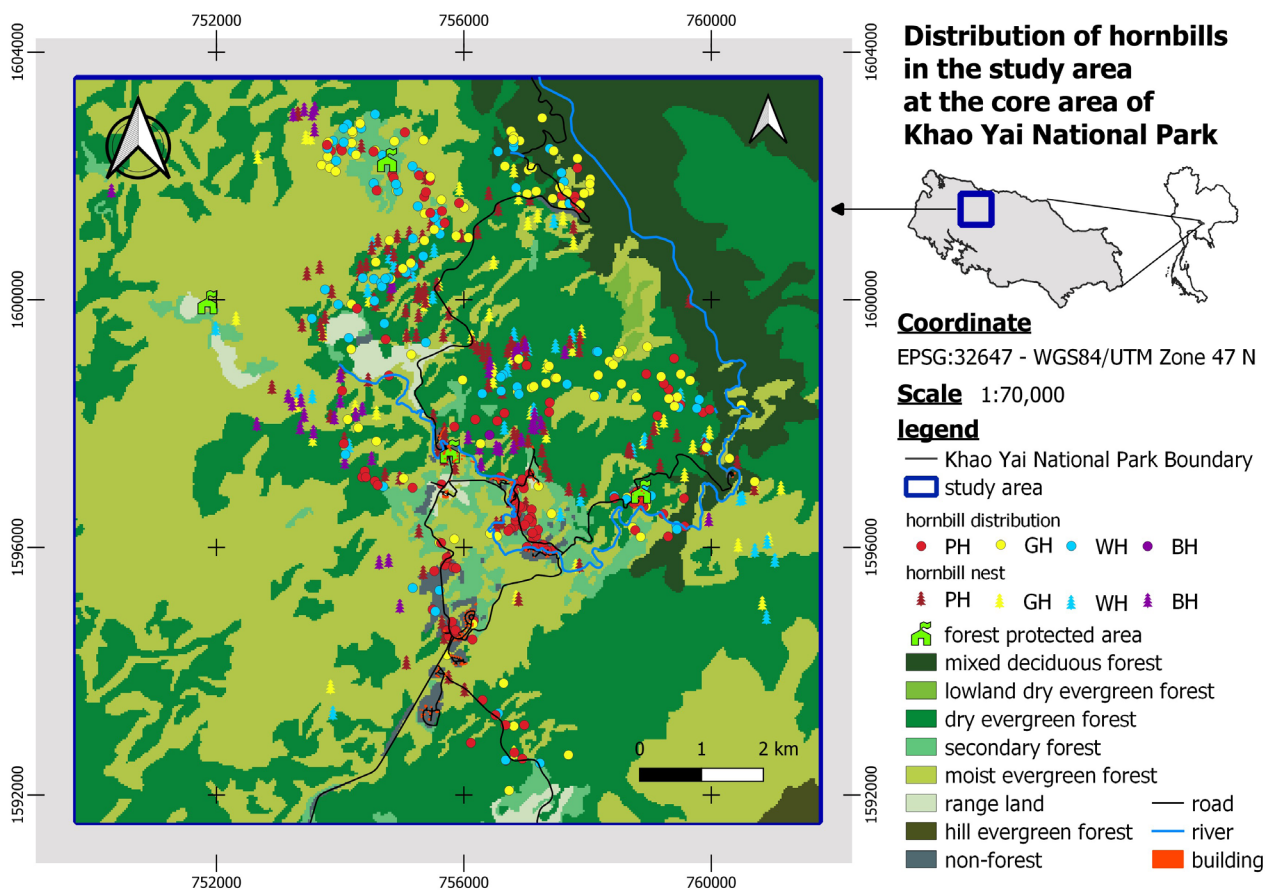 752000
756000
760000
Distribution of hornbills
in the study area
at the core area of
Khao Yai National Park
1604000
1604000
1600000
1600000
1596000
1596000
1592000
1592000
Coordinate
EPSG:32647 - WGS84/UTM Zone 47 N
Scale 1:70,000
legend
Khao Yai National Park Boundary
study area
hornbill distribution
PH GH WH BH
hornbill nest
PH GH WH BH
forest protected area
mixed deciduous forest
lowland dry evergreen forest
dry evergreen forest
secondary forest
moist evergreen forest
range land road
hill evergreen forest river
non-forest building
0 1 2 km
752000
756000
760000